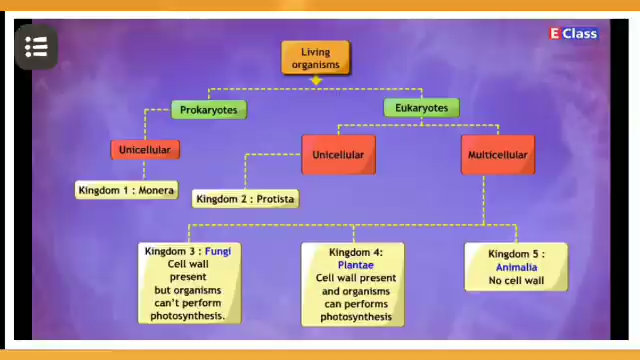 E Class
Living
organisms
Prokaryotes
Eukaryotes
Unicellular
Unicellular
Multicellular
Kingdom 1 : Monera
Kingdom 2 : Protista
Kingdom 3 : Fungi
Cell wall
present
but organisms
can't perform
photosynthesis.
Kingdom 4:
Plantae
Cell wall present
and organisms
can performs
photosynthesis
Kingdom 5 :
Animalia
No cell wall